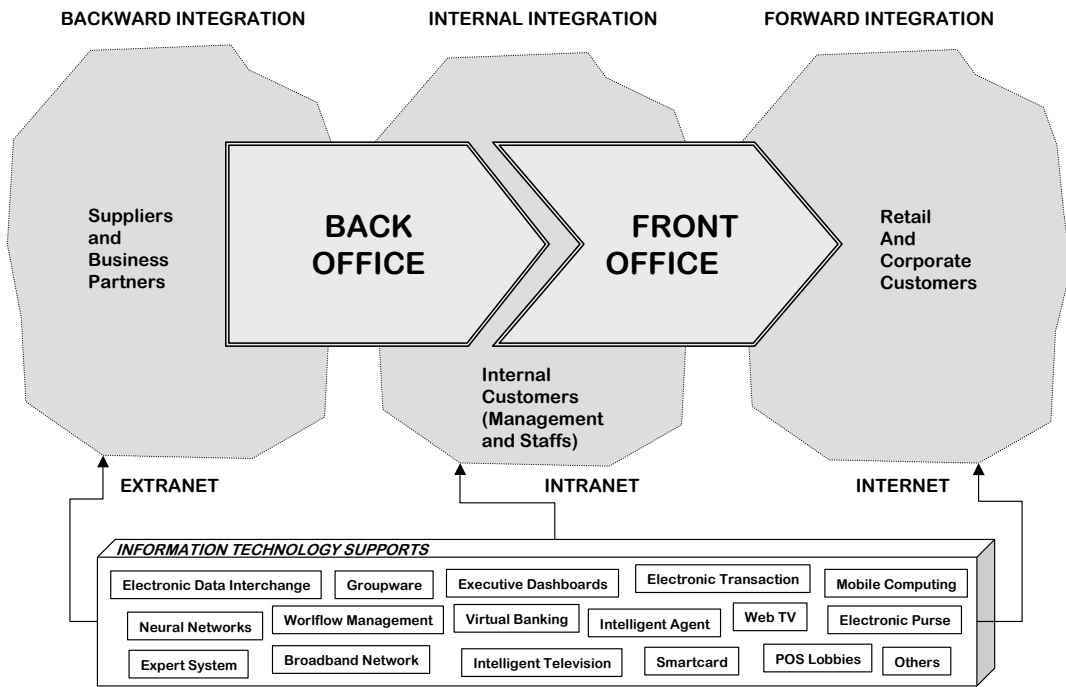 BACKWARD INTEGRATION
INTERNAL INTEGRATION
FORWARD INTEGRATION
Suppliers
and
Business
Partners
BACK
OFFICE
FRONT
OFFICE
Retail
And
Corporate
Customers
Internal
Customers
(Management
and Staffs)
EXTRANET
INTRANET
INTERNET
INFORMATION TECHNOLOGY SUPPORTS
Electronic Data Interchange
Groupware
Executive Dashboards
Electronic Transaction
Mobile Computing
Neural Networks
Worlflow Management
Virtual Banking
Intelligent Agent
Web TV
Electronic Purse
Expert System
Broadband Network
Intelligent Television
Smartcard
POS Lobbies
Others